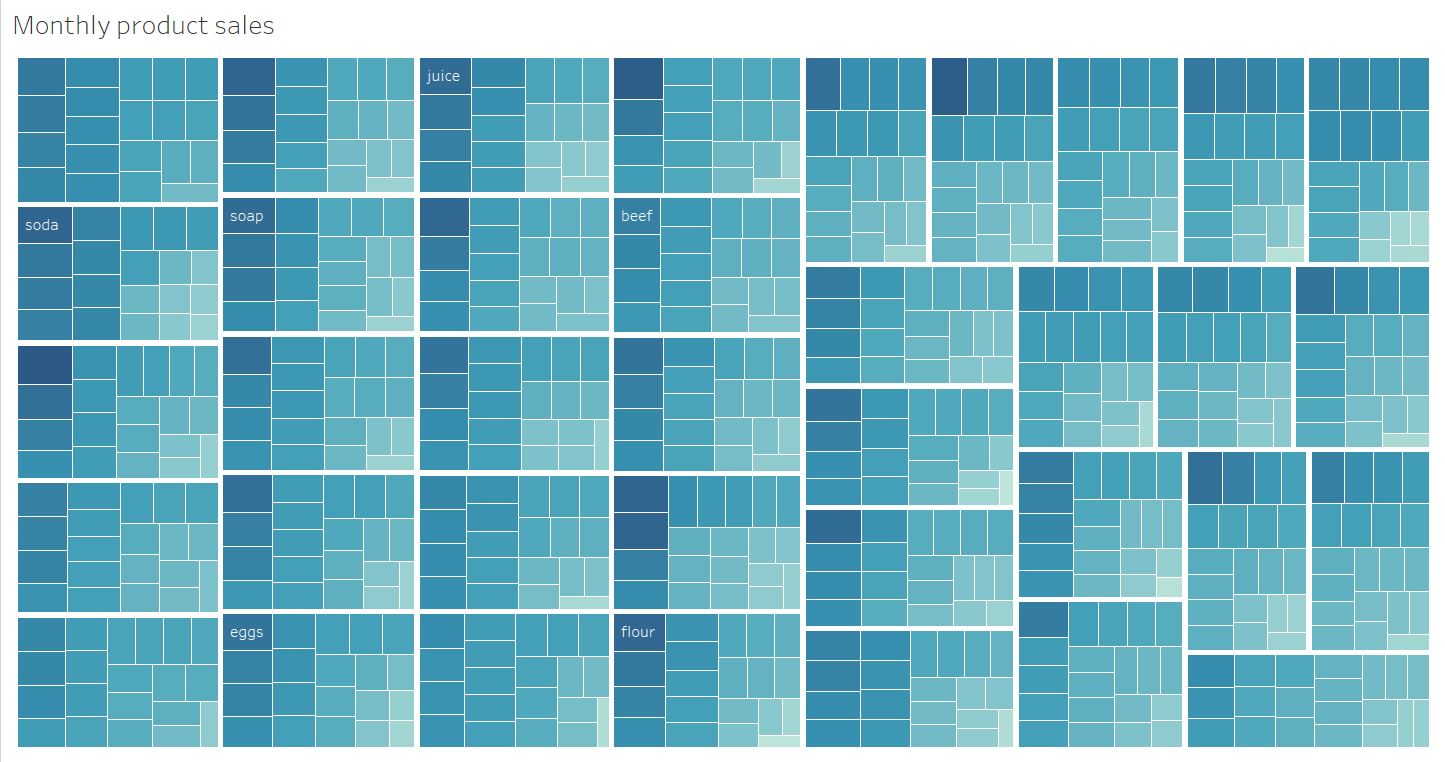 Monthly product sales
juice
soda
soap
beef
eggs
flour